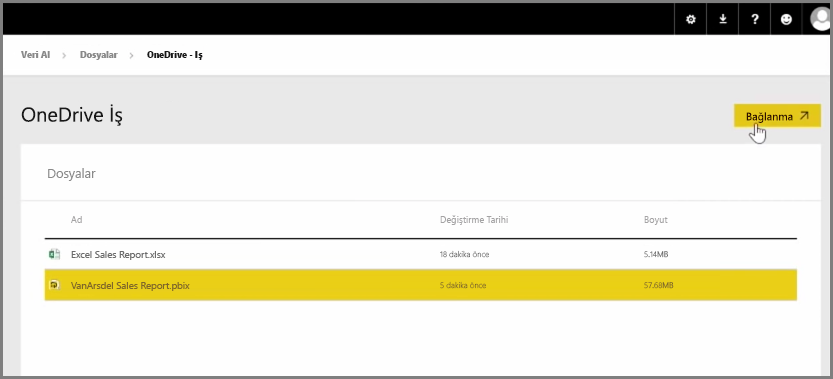 Veri Al > Dosyalar > OneDrive - Iş
OneDrive İş
Bağlanma
Dosyalar
Ad Değiştirme Tarihi Boyut
Excel Sales Report.xlsx 18 dakika önce 5.14MB
VanArsdel Sales Report.pbix 5 dakika önce 57.68MB